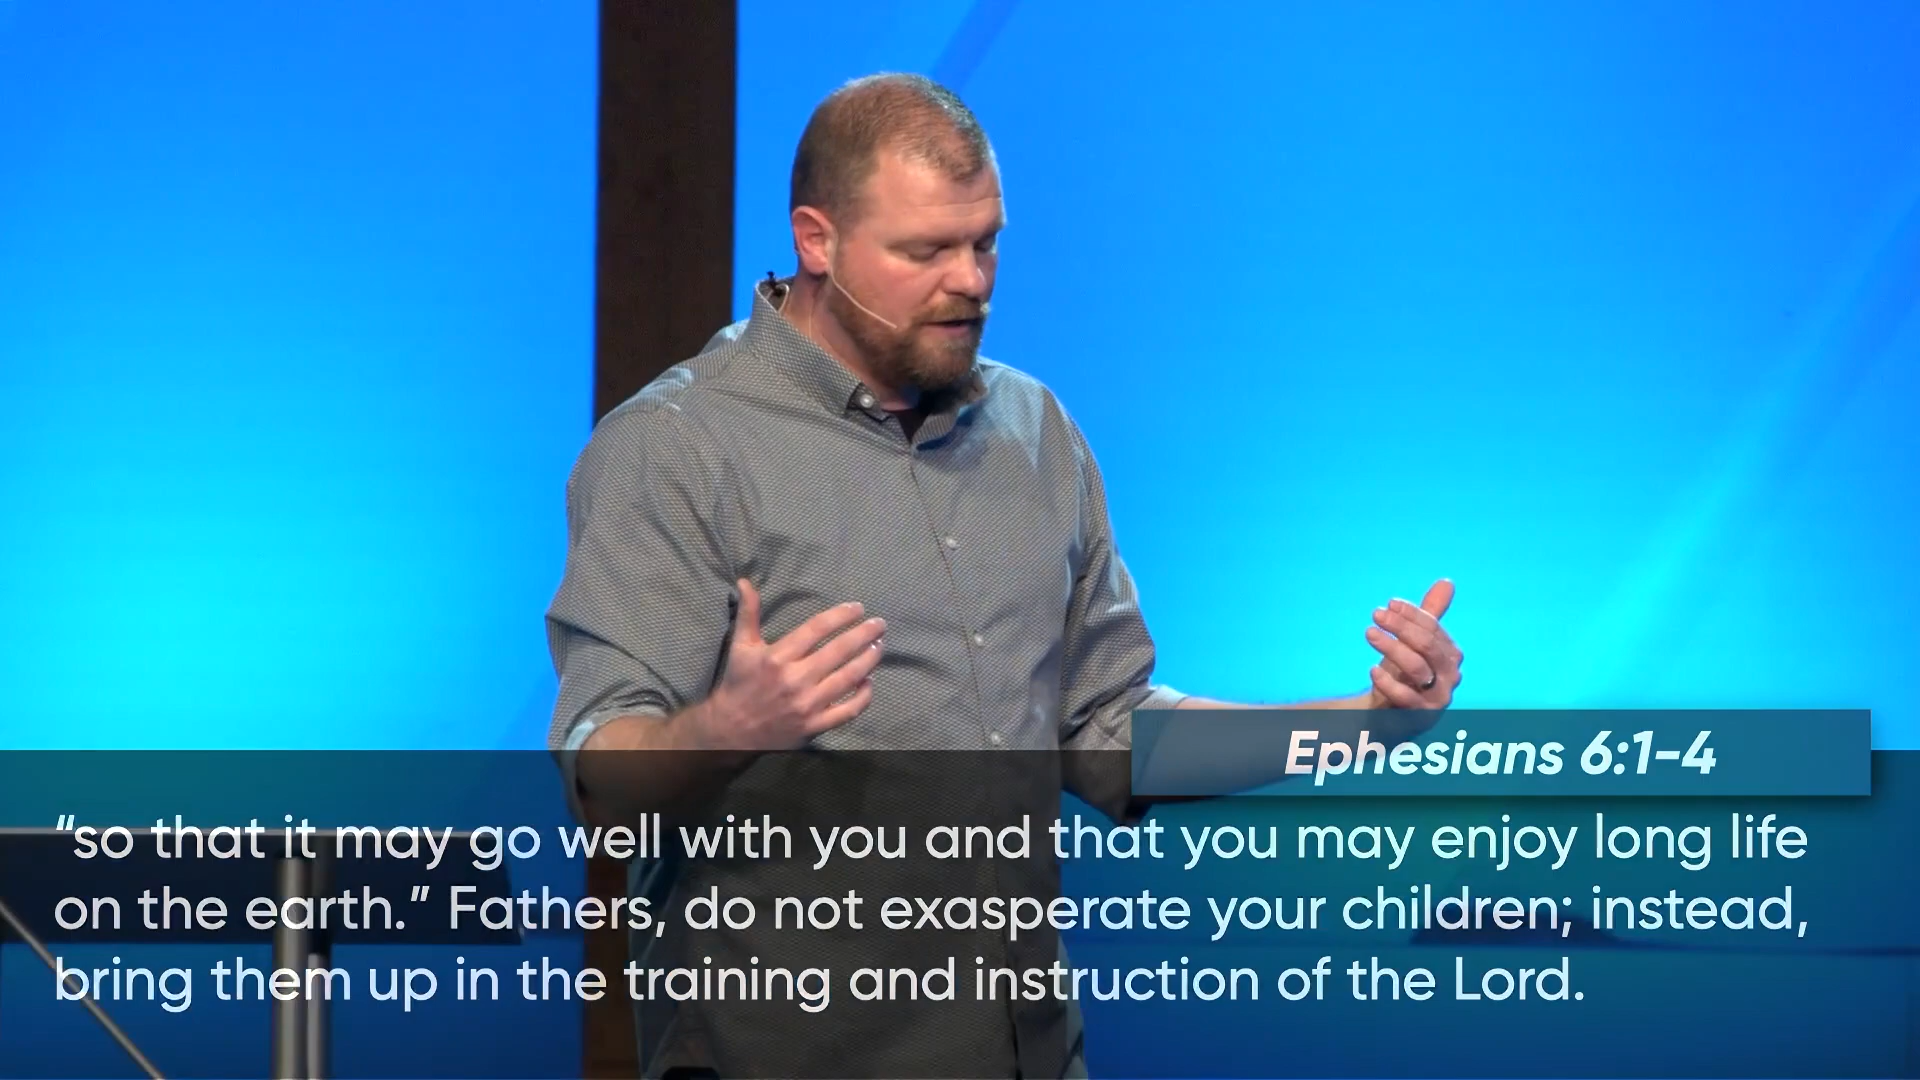 Ephesians 6:1-4
“so that it may go well with you and that you may enjoy long life
on the earth.” Fathers, do not exasperate your children; instead,
bring them up in the training and instruction of the Lord.